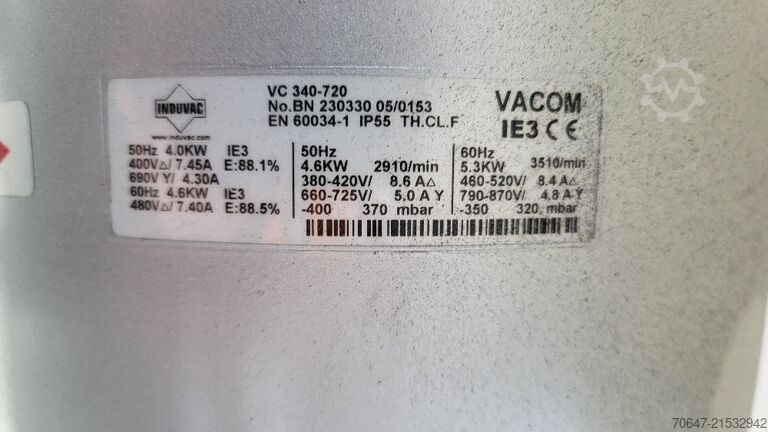 INDUVAC
www.induvac.com
VC 340-720
No.BN 230330 05/0153
EN 60034-1 IP55 TH.CL.F
VACOM
IE3 CE
50Hz 4.0KW IE3
400V△/ 7.45A E:88.1%
690V Y/ 4.30A
60Hz 4.6KW IE3
480V△/ 7.40A E:88.5%
50Hz
4.6KW 2910/min
380-420V/ 8.6 A△
660-725V/ 5.0 A Y
-400 370 mbar
60Hz
5.3KW 3510/min
460-520V/ 8.4 A△
790-870V/ 4.8 A Y
-350 320 mbar
70647-21532942